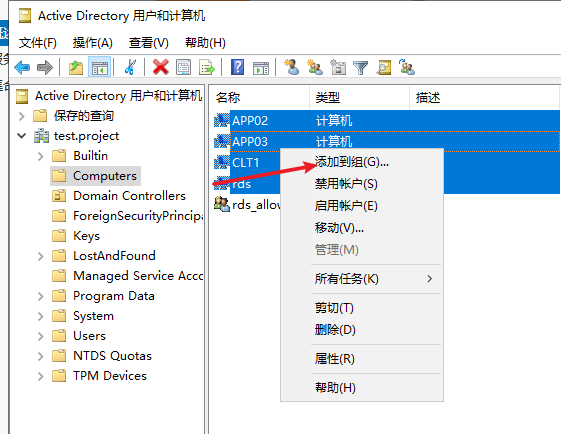 Active Directory 用户和计算机
文件(F) 操作(A) 查看(V) 帮助(H)
Active Directory 用户和计算机
保存的查询
test.project
Builtin
Computers
Domain Controllers
ForeignSecurityPrincipa
Keys
LostAndFound
Managed Service Acco
Program Data
System
Users
NTDS Quotas
TPM Devices
名称 类型 描述
APP02 计算机
APP03 计算机
CLT1
rds
rds_allow
添加到组(G)...
禁用帐户(S)
启用帐户(E)
移动(V)...
管理(M)
所有任务(K)
剪切(T)
删除(D)
属性(R)
帮助(H)